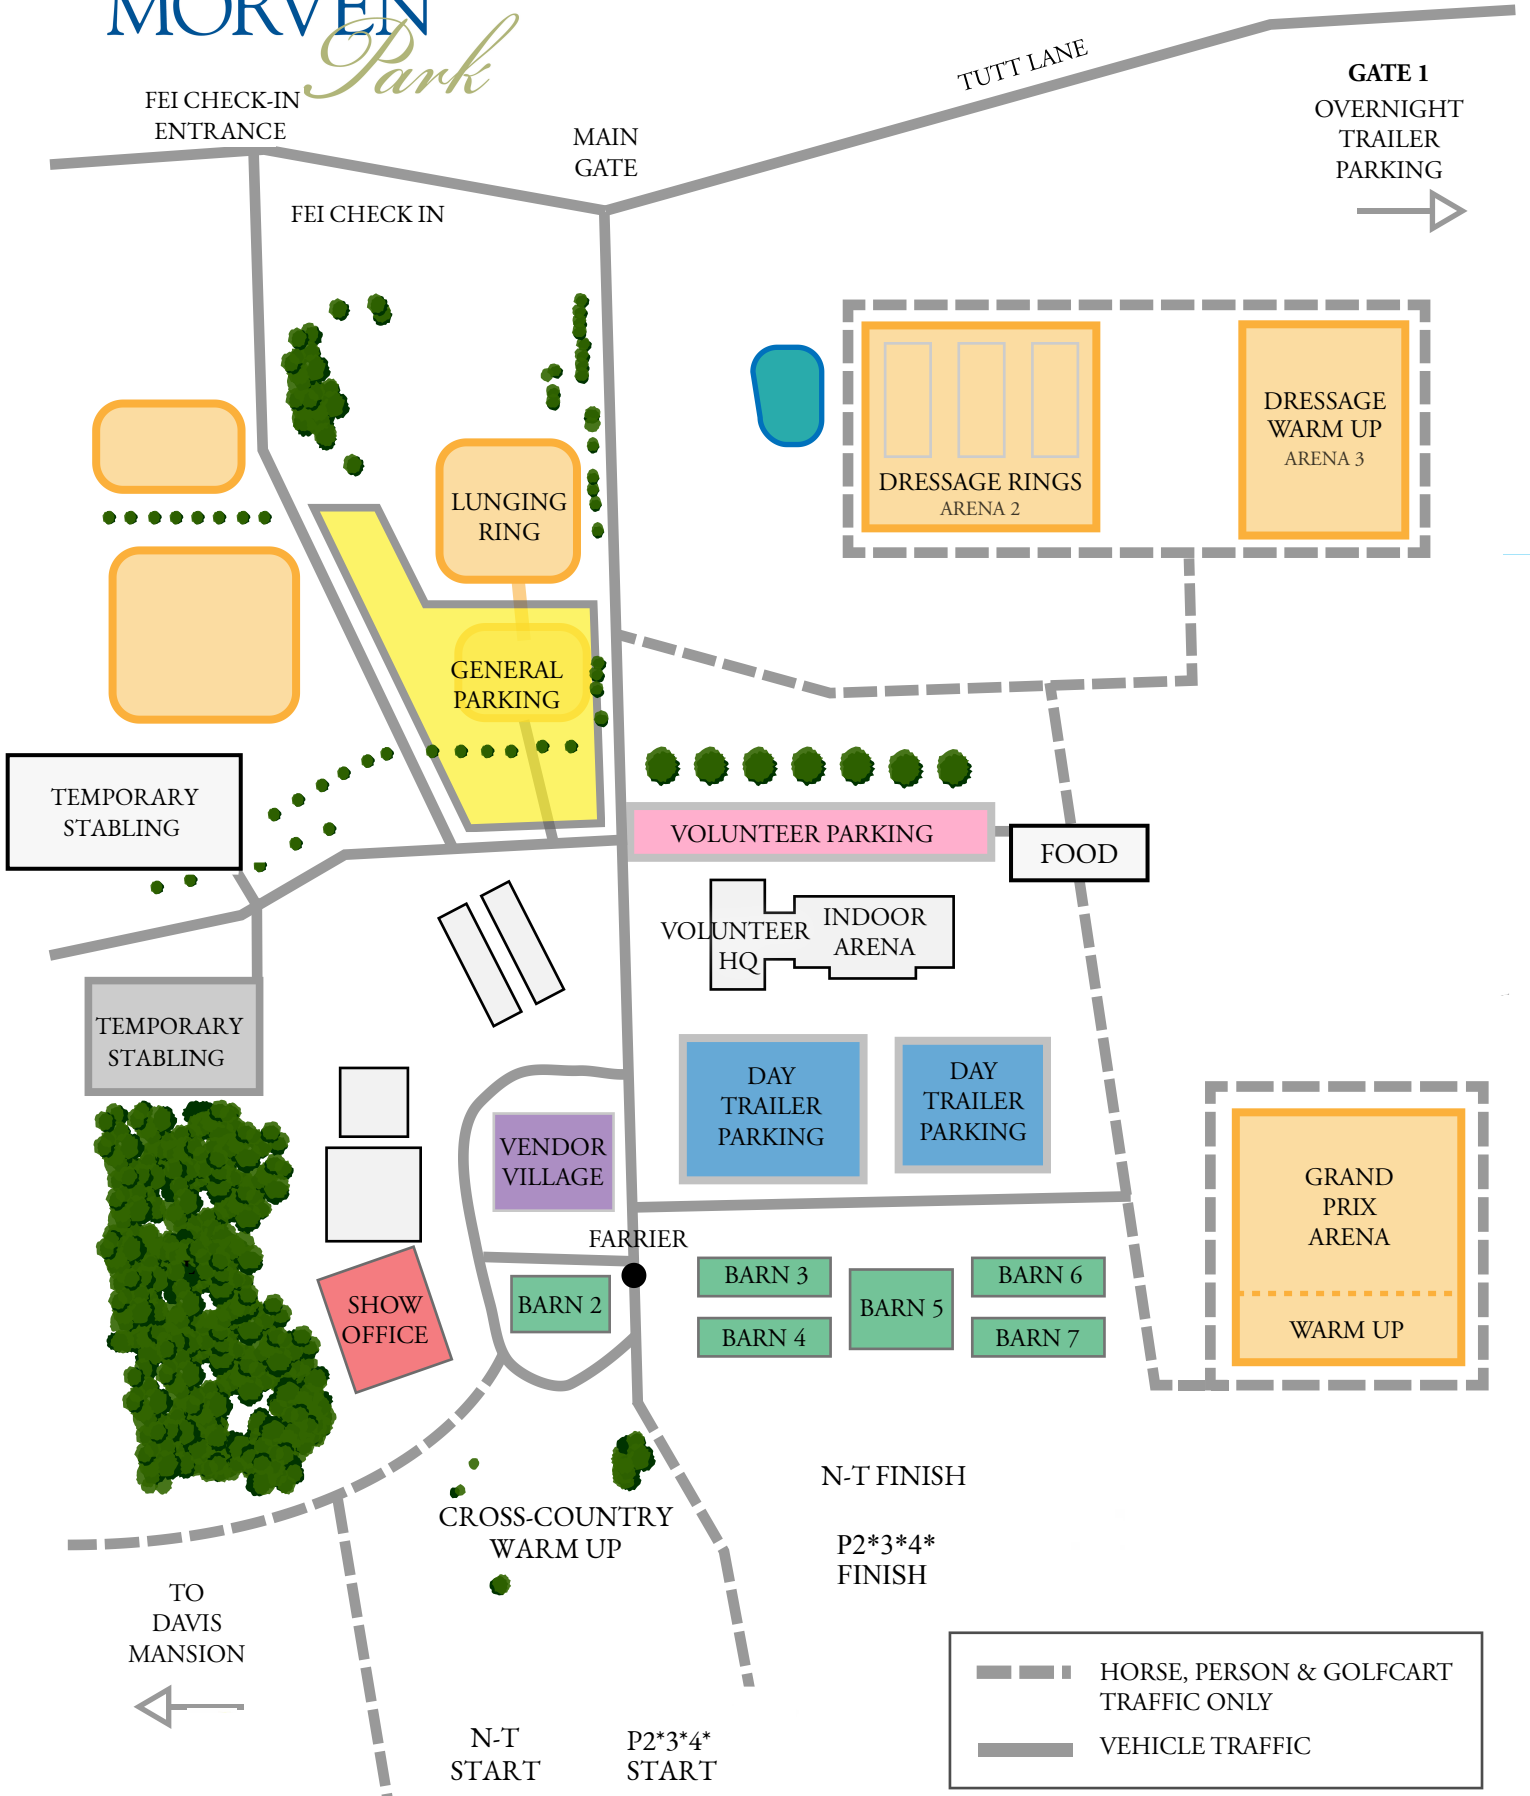 MORVEN
Park
TUTT LANE
GATE 1
OVERNIGHT
TRAILER
PARKING
FEI CHECK-IN
ENTRANCE
MAIN
GATE
FEI CHECK IN
DRESSAGE RINGS
ARENA 2
DRESSAGE
WARM UP
ARENA 3
LUNGING
RING
GENERAL
PARKING
TEMPORARY
STABLING
VOLUNTEER PARKING
FOOD
VOLUNTEER
HQ
INDOOR
ARENA
TEMPORARY
STABLING
DAY
TRAILER
PARKING
DAY
TRAILER
PARKING
VENDOR
VILLAGE
GRAND
PRIX
ARENA
WARM UP
FARRIER
BARN 2
BARN 3
BARN 4
BARN 5
BARN 6
BARN 7
SHOW
OFFICE
N-T FINISH
P2*3*4*
FINISH
CROSS-COUNTRY
WARM UP
TO
DAVIS
MANSION
N-T
START
P2*3*4*
START
HORSE, PERSON & GOLFCART
TRAFFIC ONLY
VEHICLE TRAFFIC